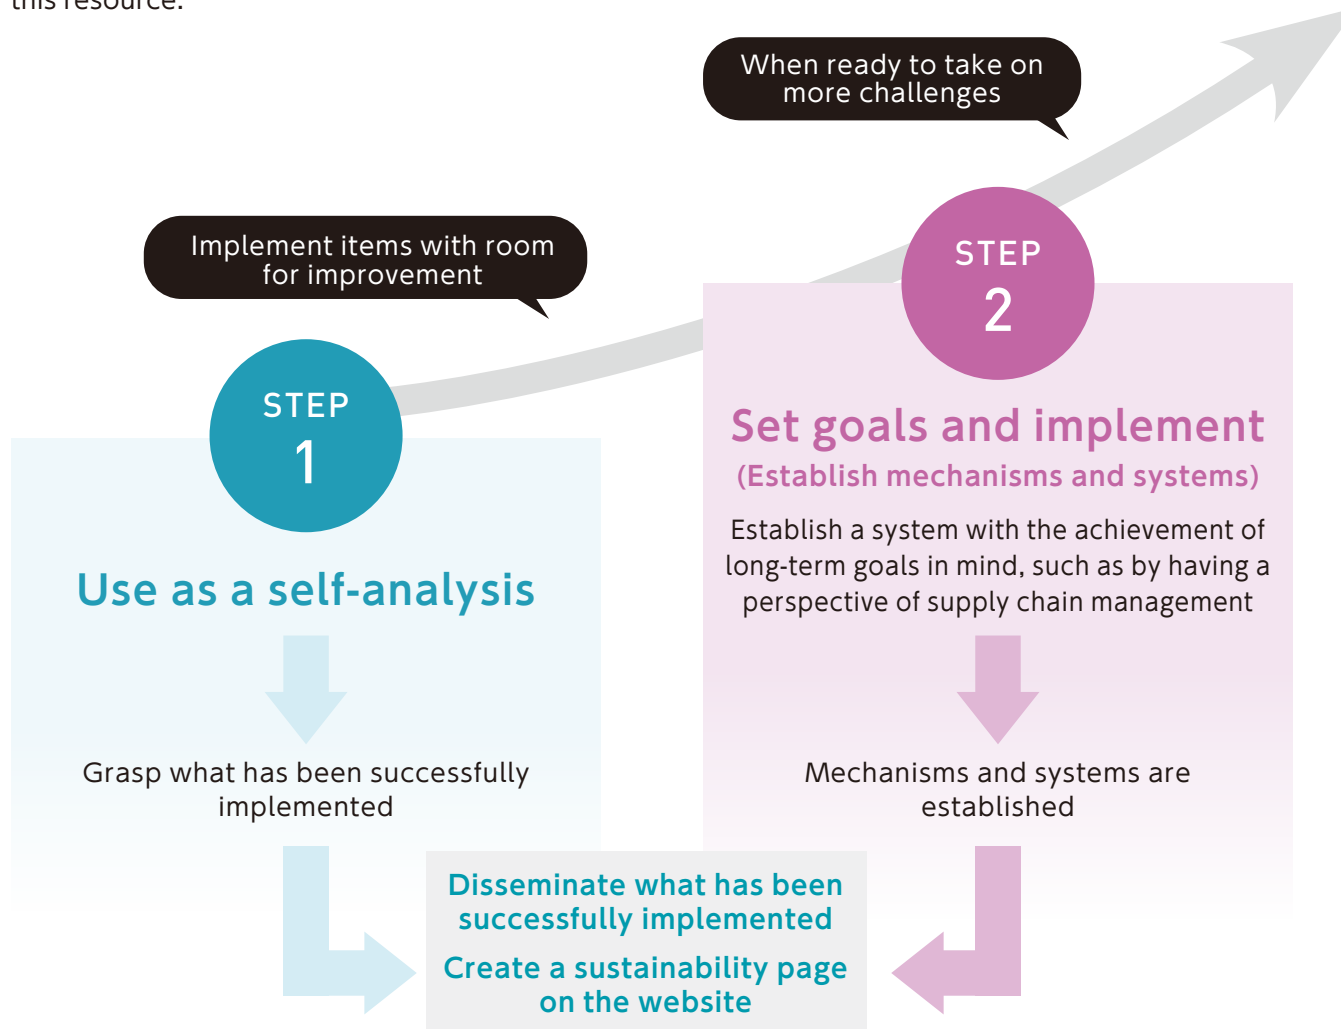 this resource.
When ready to take on
more challenges
Implement items with room
for improvement
STEP
1
Use as a self-analysis
Grasp what has been successfully
implemented
STEP
2
Set goals and implement
(Establish mechanisms and systems)
Establish a system with the achievement of
long-term goals in mind, such as by having a
perspective of supply chain management
Mechanisms and systems are
established
Disseminate what has been
successfully implemented
Create a sustainability page
on the website